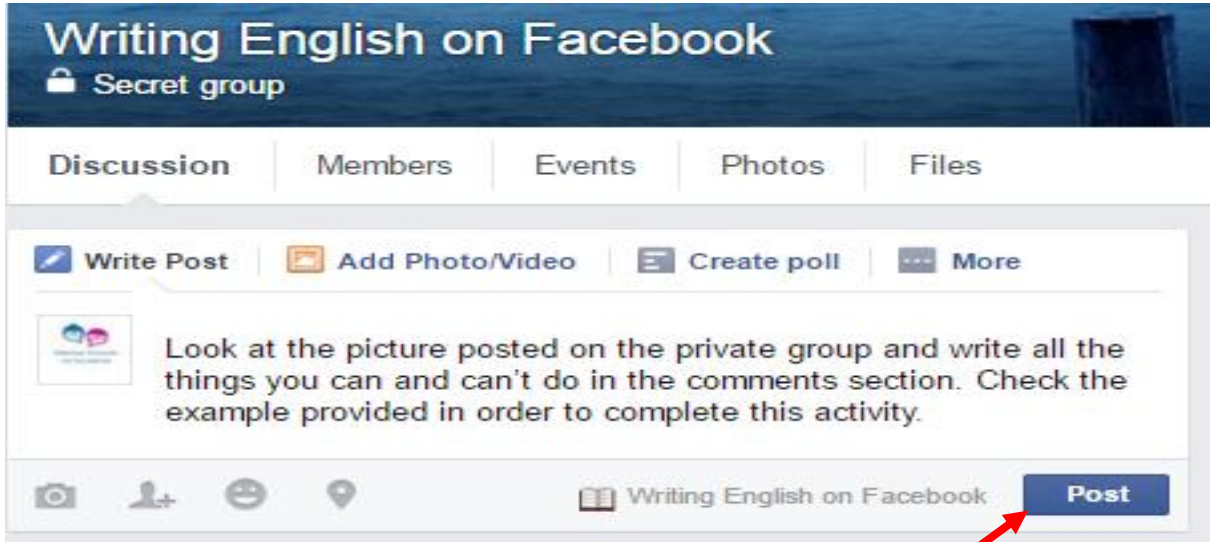 Writing English on Facebook
Secret group
Discussion Members Events Photos Files
Write Post Add Photo/Video Create poll More
Look at the picture posted on the private group and write all the
things you can and can't do in the comments section. Check the
example provided in order to complete this activity.
Writing English on Facebook Post